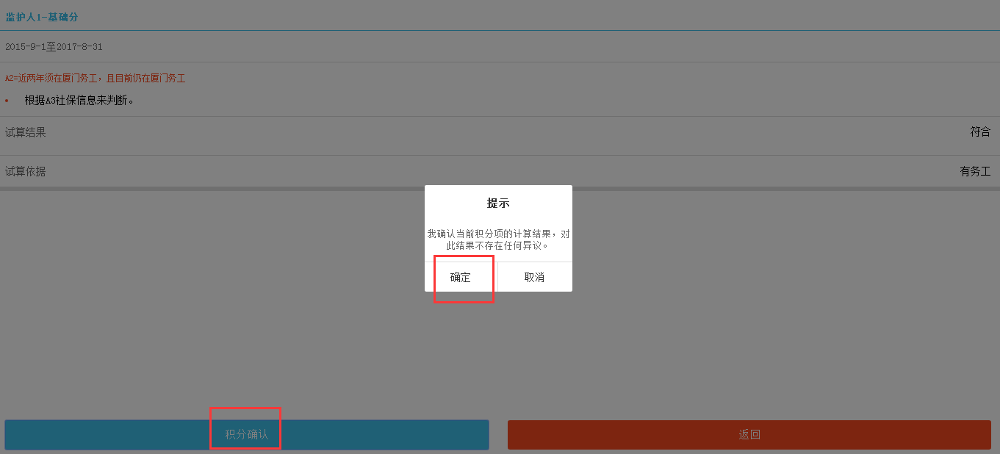 监护人1-基础分
2015-9-1至2017-8-31
A2=近两年须在厦门务工，且目前仍在厦门务工
根据A3社保信息来判断。
试算结果 符合
试算依据 有务工
提示
我确认当前积分项的计算结果，对
此结果不存在任何异议。
确定 取消
积分确认 返回